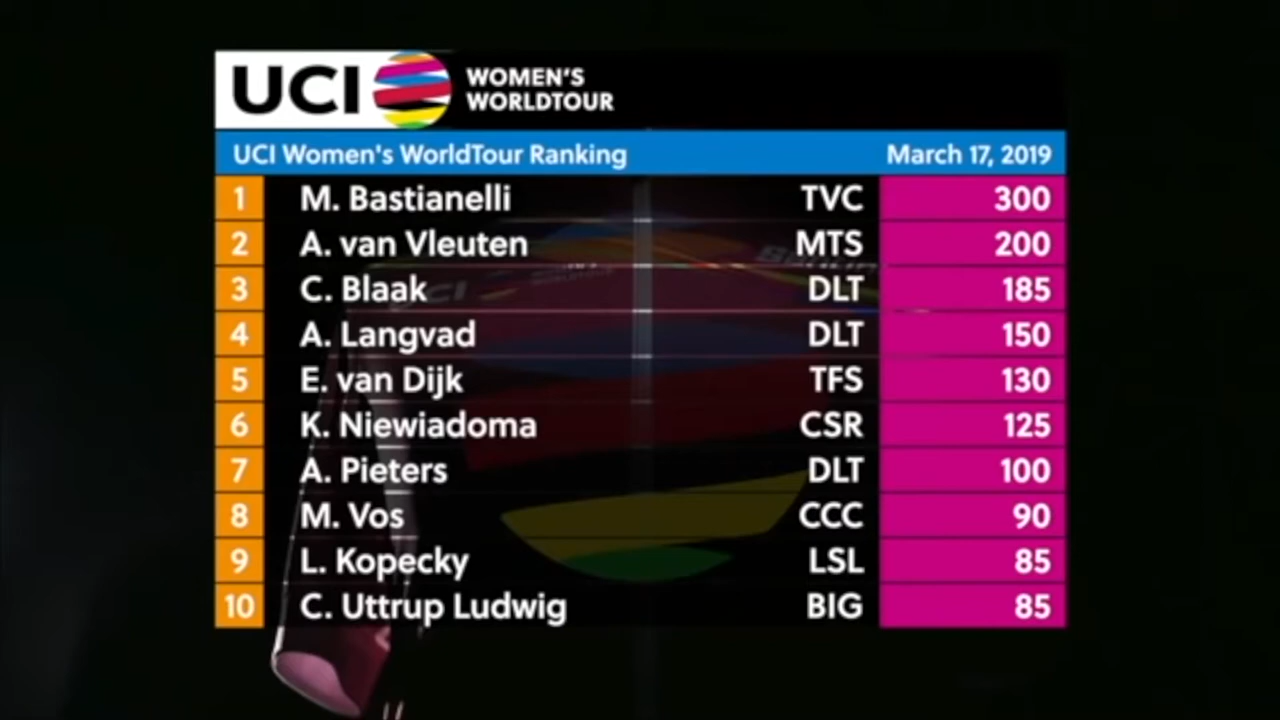 UCI WOMEN'S
WORLDTOUR
UCI Women's WorldTour Ranking March 17, 2019
1 M. Bastianelli TVC 300
2 A. van Vleuten MTS 200
3 C. Blaak DLT 185
4 A. Langvad DLT 150
5 E. van Dijk TFS 130
6 K. Niewiadoma CSR 125
7 A. Pieters DLT 100
8 M. Vos CCC 90
9 L. Kopecky LSL 85
10 C. Uttrup Ludwig BIG 85